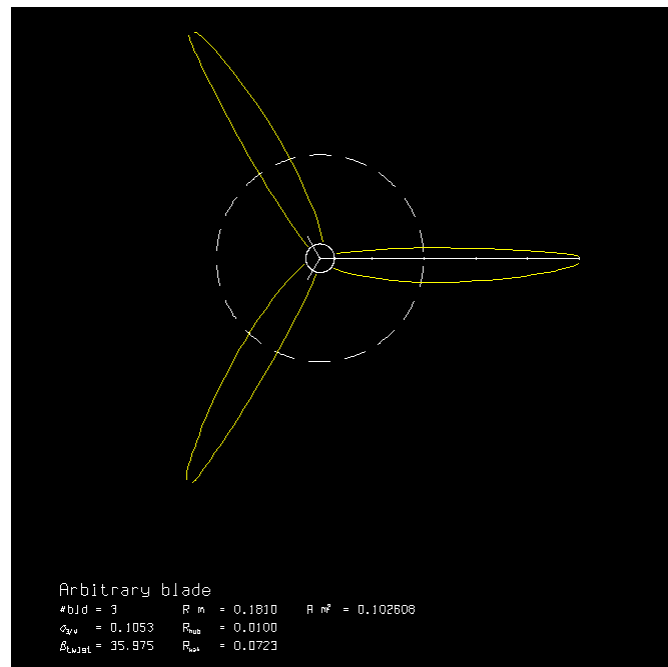 Arbitrary blade
#bld = 3 R m = 0.1810 A m² = 0.102608
σ3/4 = 0.1053 Rhub = 0.0100
βtwist = 35.975 Rwak = 0.0723